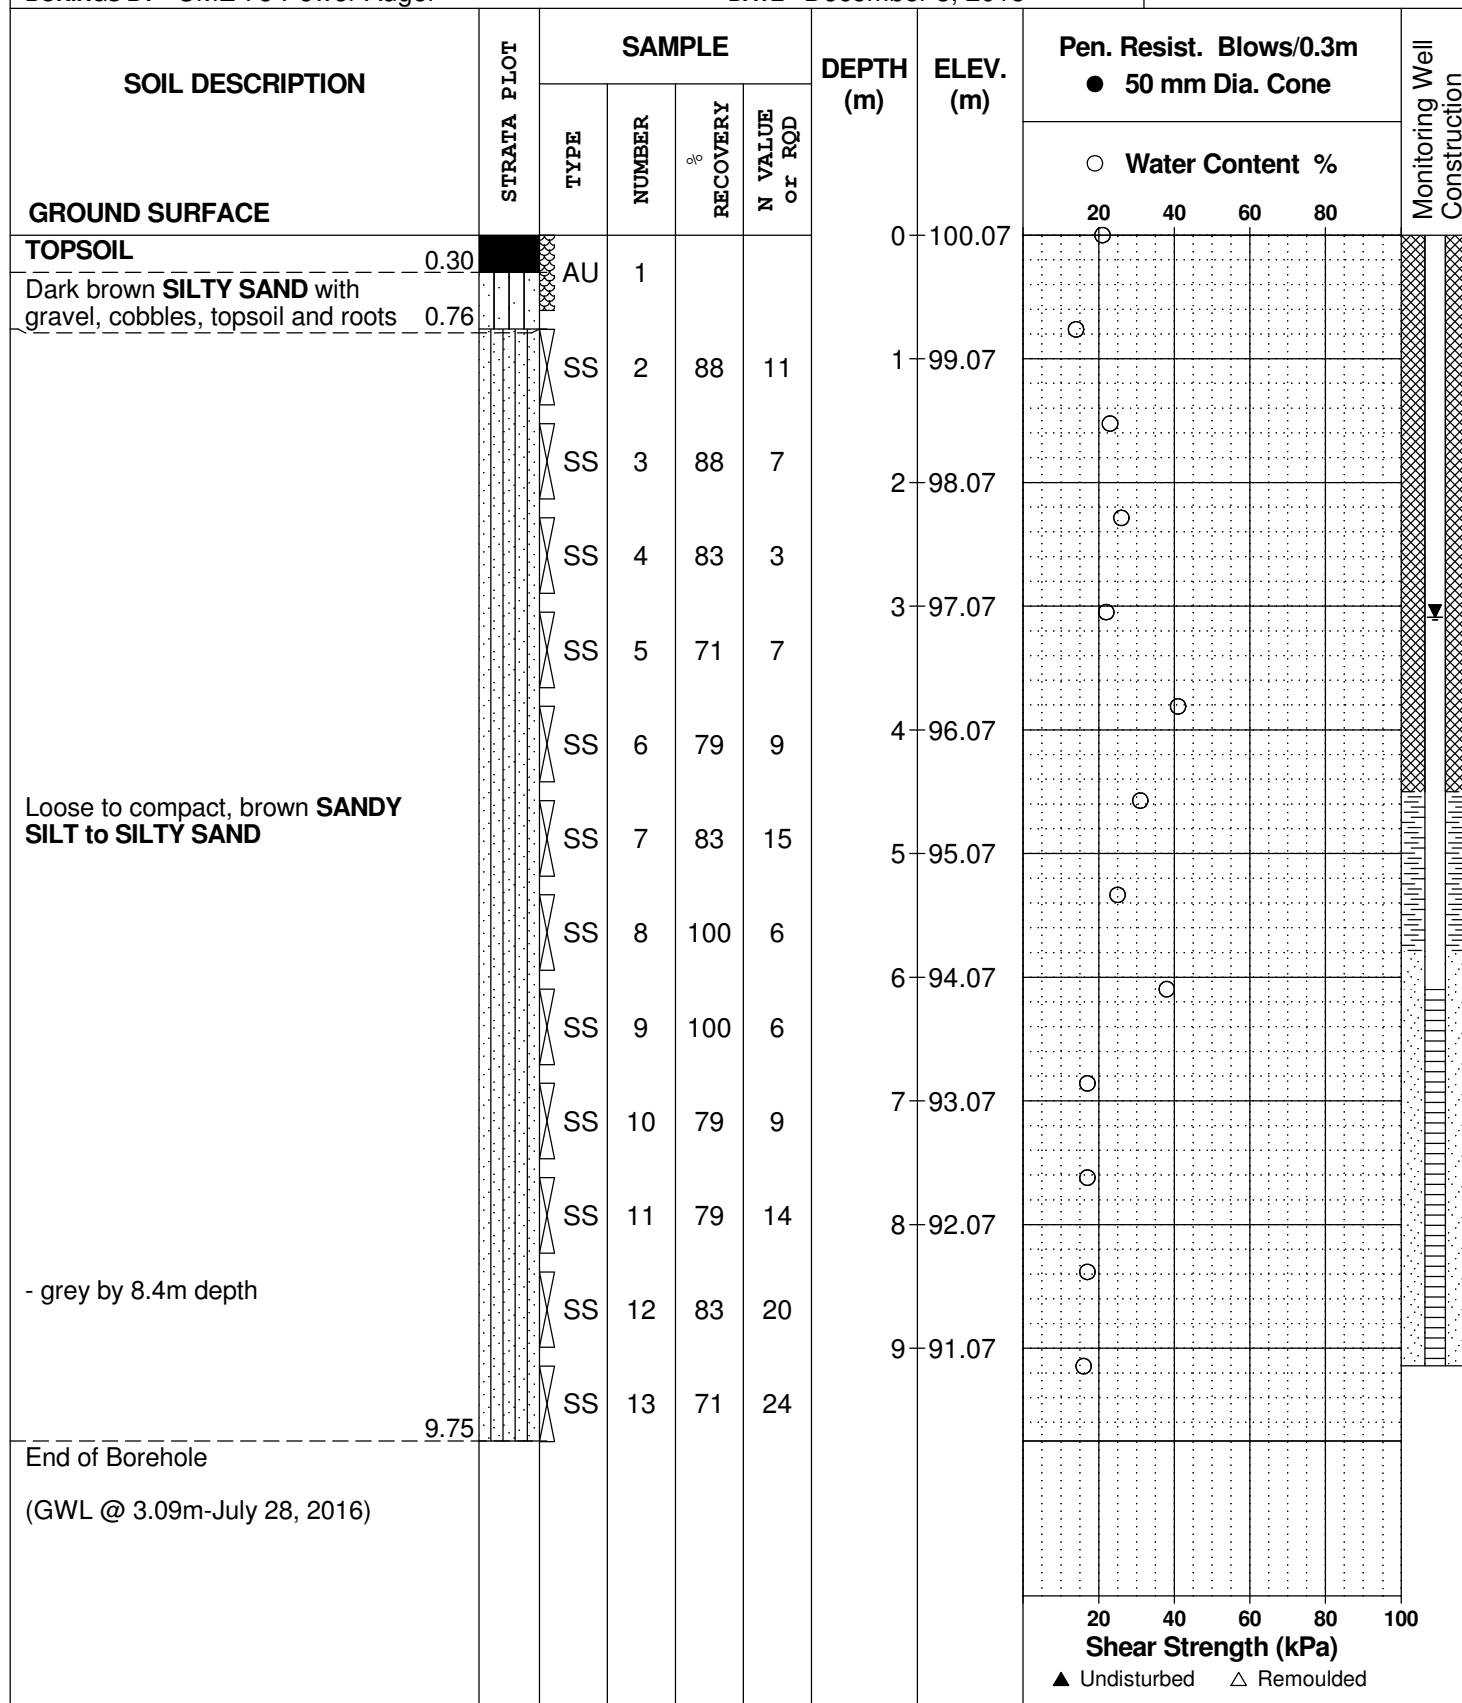 SOIL DESCRIPTION
GROUND SURFACE
STRATA PLOT
SAMPLE
TYPE
NUMBER
%
RECOVERY
N VALUE
or RQD
DEPTH
(m)
ELEV.
(m)
Pen. Resist. Blows/0.3m
● 50 mm Dia. Cone
○ Water Content %
20 40 60 80
Monitoring Well
Construction
0 100.07
TOPSOIL
0.30
AU 1
Dark brown SILTY SAND with
gravel, cobbles, topsoil and roots 0.76
SS 2 88 11
1 99.07
SS 3 88 7
2 98.07
SS 4 83 3
3 97.07
SS 5 71 7
4 96.07
SS 6 79 9
Loose to compact, brown SANDY
SILT to SILTY SAND
SS 7 83 15
5 95.07
SS 8 100 6
6 94.07
SS 9 100 6
7 93.07
SS 10 79 9
SS 11 79 14
8 92.07
- grey by 8.4m depth
SS 12 83 20
9 91.07
SS 13 71 24
9.75
End of Borehole
(GWL @ 3.09m-July 28, 2016)
20 40 60 80 100
Shear Strength (kPa)
▲ Undisturbed △ Remoulded